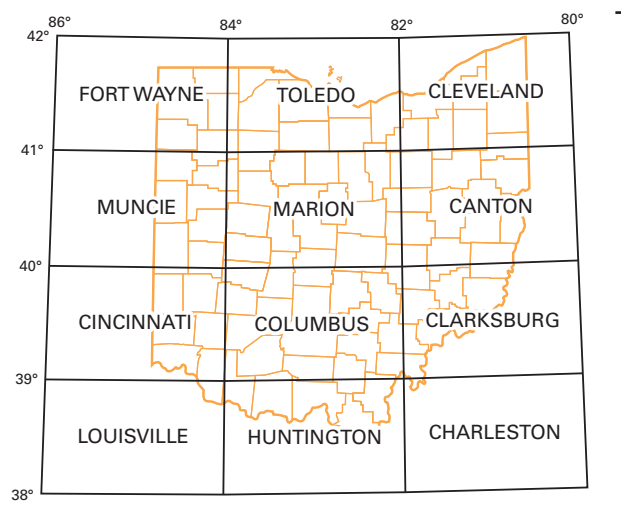 86°
84°
82°
80°
42°
FORT WAYNE
TOLEDO
CLEVELAND
41°
MUNCIE
MARION
CANTON
40°
CINCINNATI
COLUMBUS
CLARKSBURG
39°
LOUISVILLE
HUNTINGTON
CHARLESTON
38°